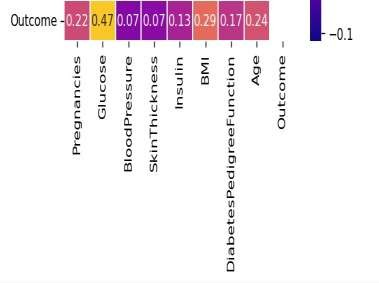 Outcome 0.22 0.47 0.07 0.07 0.13 0.29 0.17 0.24
−0.1
Pregnancies
Glucose
BloodPressure
SkinThickness
Insulin
BMI
DiabetesPedigreeFunction
Age
Outcome